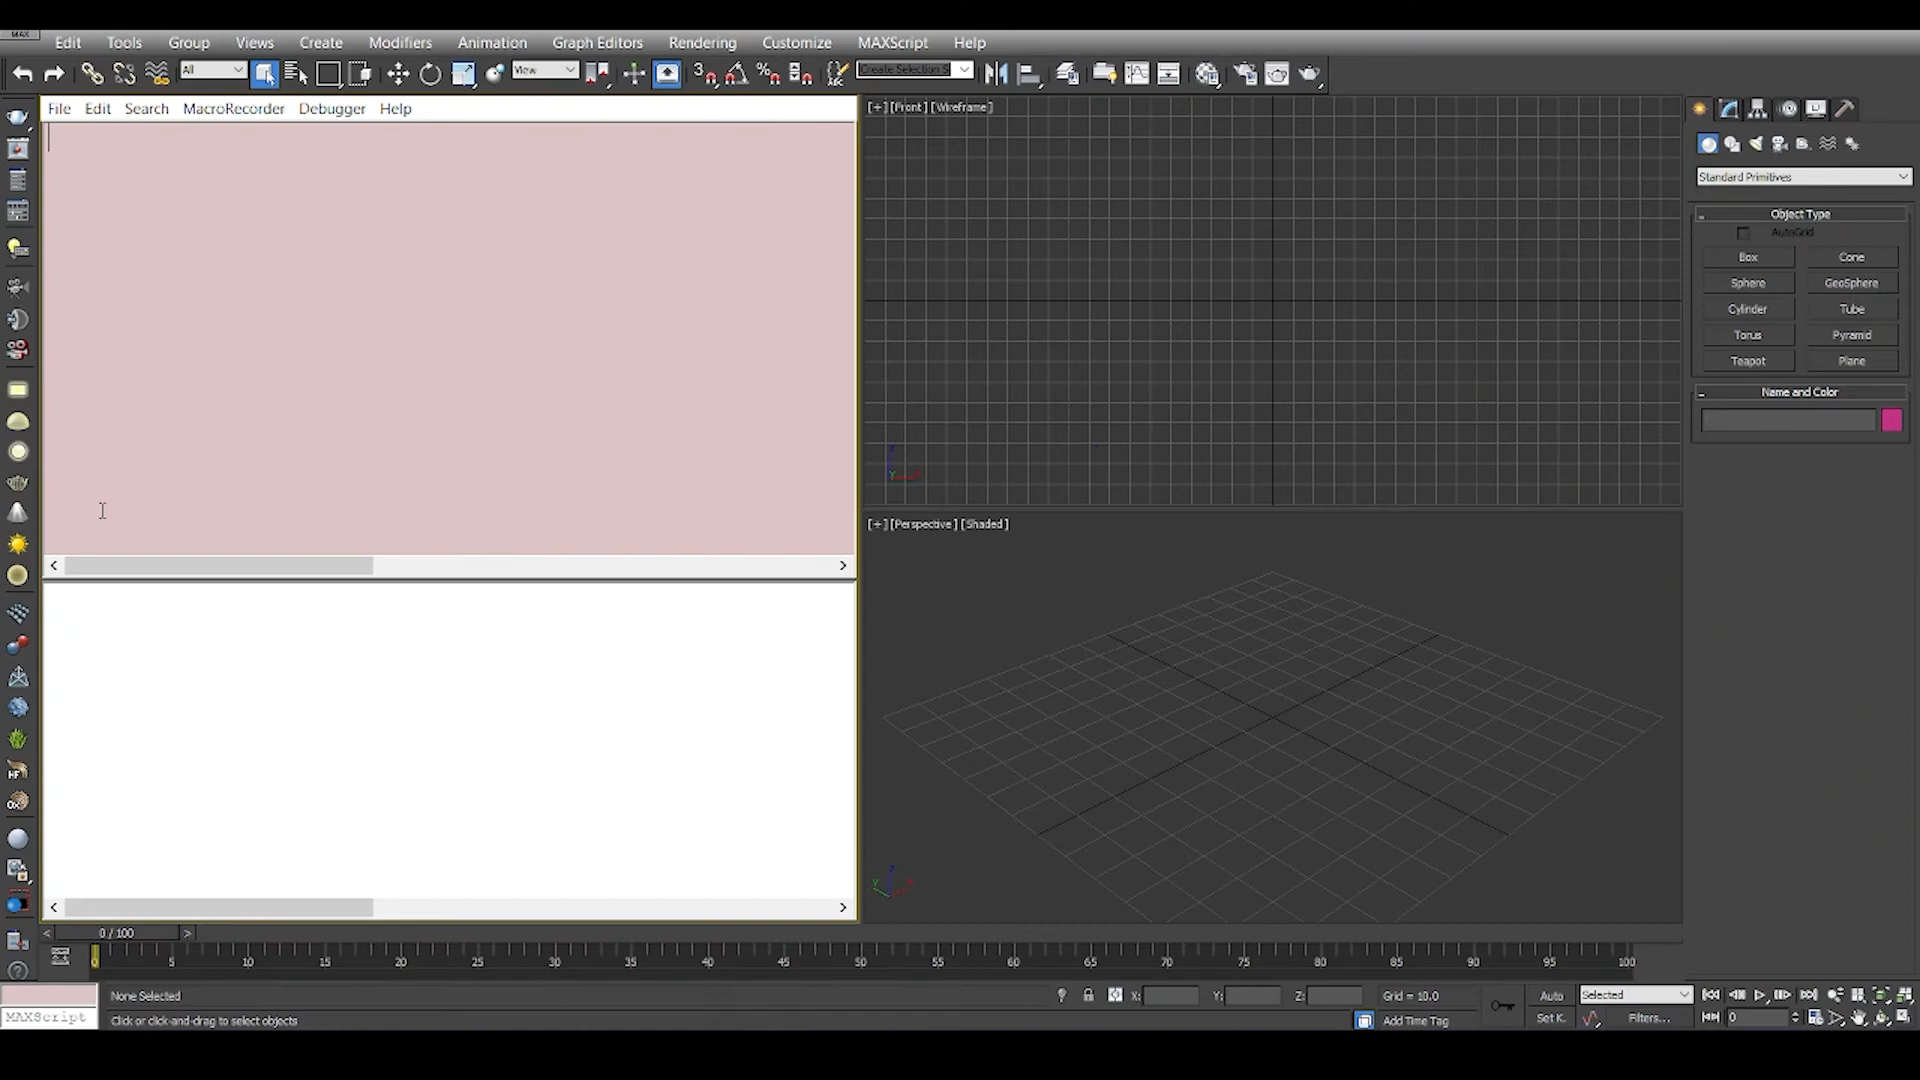 MAX
Edit Tools Group Views Create Modifiers Animation Graph Editors Rendering Customize MAXScript Help
All View Create Selection S
File Edit Search MacroRecorder Debugger Help
[+] [Front] [Wireframe]
Standard Primitives
Object Type
AutoGrid
Box Cone
Sphere GeoSphere
Cylinder Tube
Torus Pyramid
Teapot Plane
Name and Color
[+] [Perspective] [Shaded]
< 0 / 100 >
0 5 10 15 20 25 30 35 40 45 50 55 60 65 70 75 80 85 90 95 100
None Selected X: Y: Z: Grid = 10.0 Auto Selected
MAXScript Click or click-and-drag to select objects Add Time Tag Set K. Filters... 0